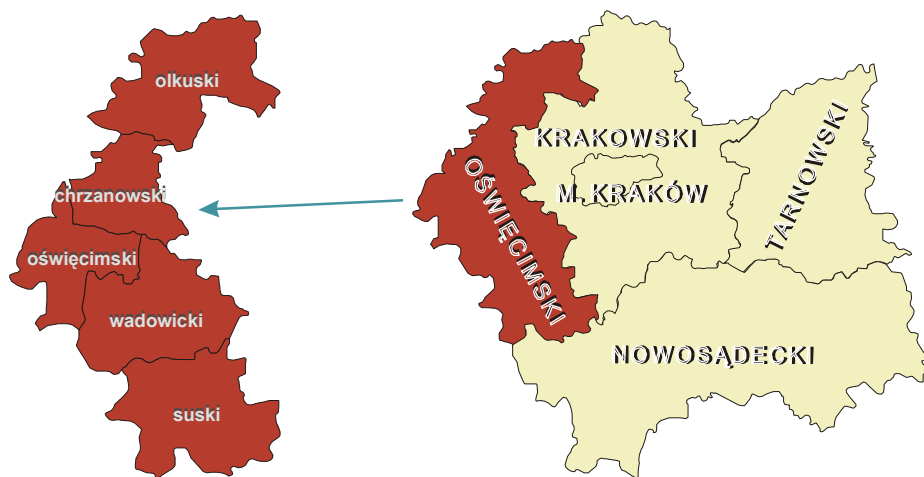 olkuski
chrzanowski
oświęcimski
wadowicki
suski
KRAKOWSKI
M. KRAKÓW
OŚWIĘCIMSKI
TARNOWSKI
NOWOSĄDECKI